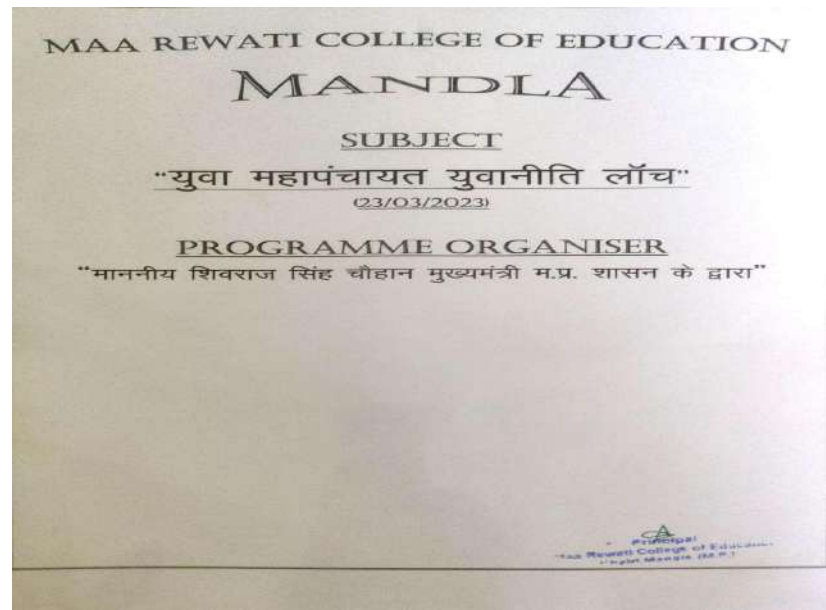 MAA REWATI COLLEGE OF EDUCATION
MANDLA
SUBJECT
"युवा महापंचायत युवानीति लॉच"
(23/03/2023)
PROGRAMME ORGANISER
"माननीय शिवराज सिंह चौहान मुख्यमंत्री म.प्र. शासन के द्वारा"
Principal
Maa Rewati College of